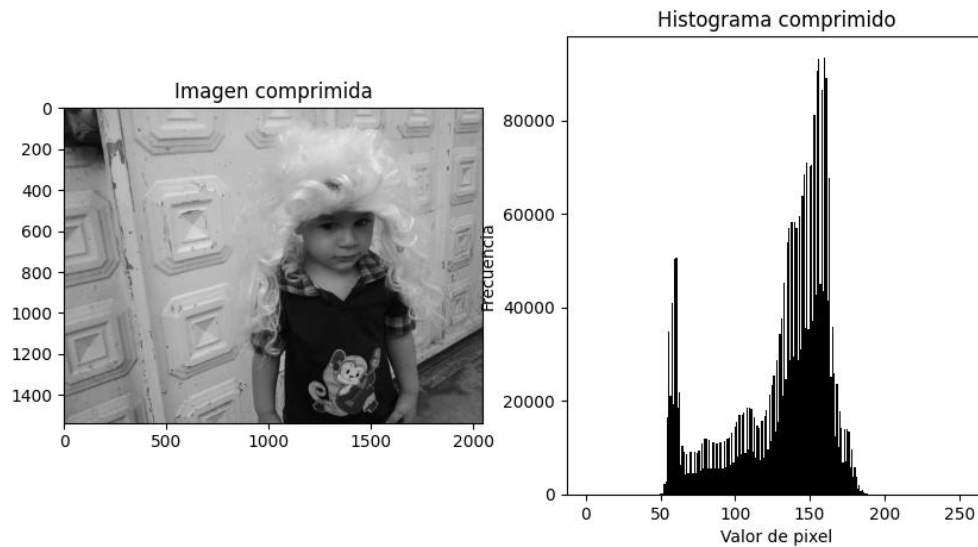 Imagen comprimida
0
200
400
600
800
1000
1200
1400
0 500 1000 1500 2000
Histograma comprimido
Frecuencia
80000
60000
40000
20000
0
0 50 100 150 200 250
Valor de pixel